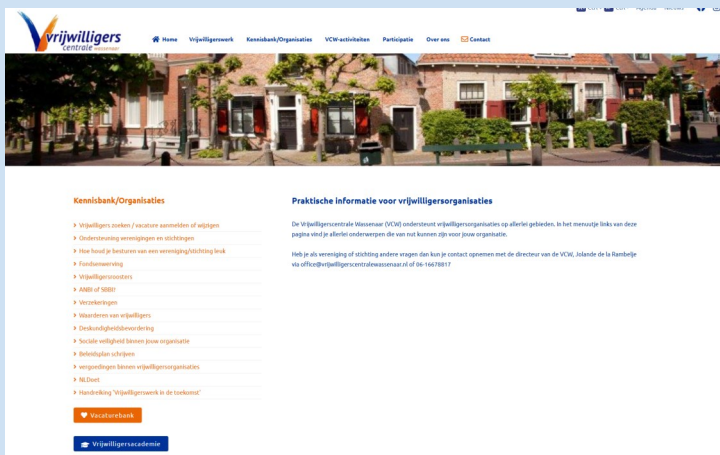 Agenda
vrijwilligers
centrale wassenaar
Home Vrijwilligerswerk Kennisbank/Organisaties VCW-activiteiten Participatie Over ons Contact
Kennisbank/Organisaties
Vrijwilligers zoeken / vacature aanmelden of wijzigen
Ondersteuning verenigingen en stichtingen
Hoe houd je besturen van een vereniging/stichting leuk
Fondsenwerving
Vrijwilligersroosters
ANBI of SBBI?
Verzekeringen
Waarderen van vrijwilligers
Deskundigheidsbevordering
Sociale veiligheid binnen jouw organisatie
Beleidsplan schrijven
vergoedingen binnen vrijwilligersorganisaties
NLDoet
Handreiking 'Vrijwilligerswerk in de toekomst'
Vacaturebank
Vrijwilligersacademie
Praktische informatie voor vrijwilligersorganisaties
De Vrijwilligerscentrale Wassenaar (VCW) ondersteunt vrijwilligersorganisaties op allerlei gebieden. In het menuutje links van deze
pagina vind je allerlei onderwerpen die van nut kunnen zijn voor jouw organisatie.
Heb je als vereniging of stichting andere vragen dan kun je contact opnemen met de directeur van de VCW, Jolande de la Rambelje
via office@vrijwilligerscentralewassenaar.nl of 06-16678817